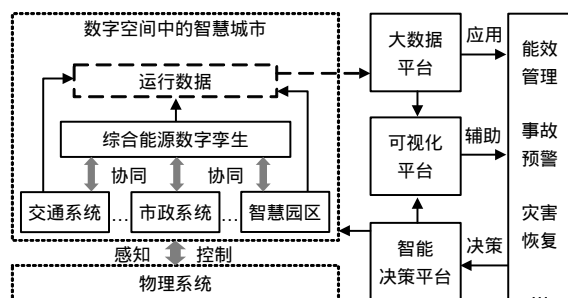 数字空间中的智慧城市
运行数据
综合能源数字孪生
协同 协同
交通系统 … 市政系统 … 智慧园区
感知 控制
物理系统
大数据
平台
应用
可视化
平台
辅助
智能
决策平台
决策
能效
管理
事故
预警
灾害
恢复
…